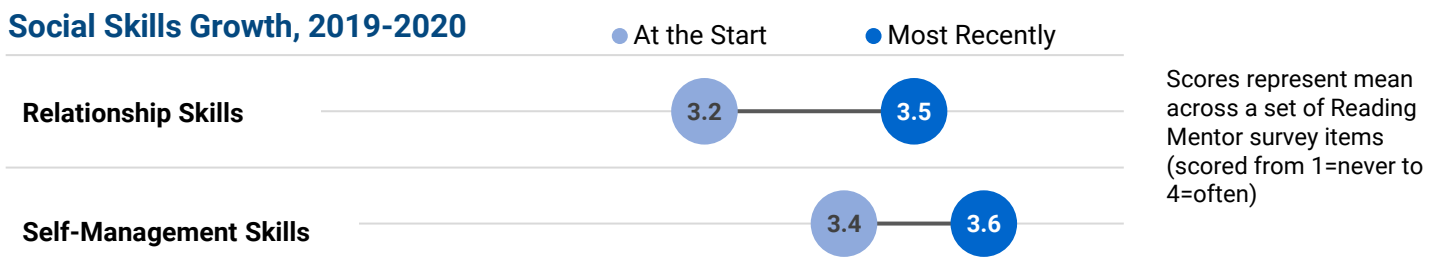 Social Skills Growth, 2019-2020
At the Start
Most Recently
Relationship Skills
3.2
3.5
Self-Management Skills
3.4
3.6
Scores represent mean
across a set of Reading
Mentor survey items
(scored from 1=never to
4=often)